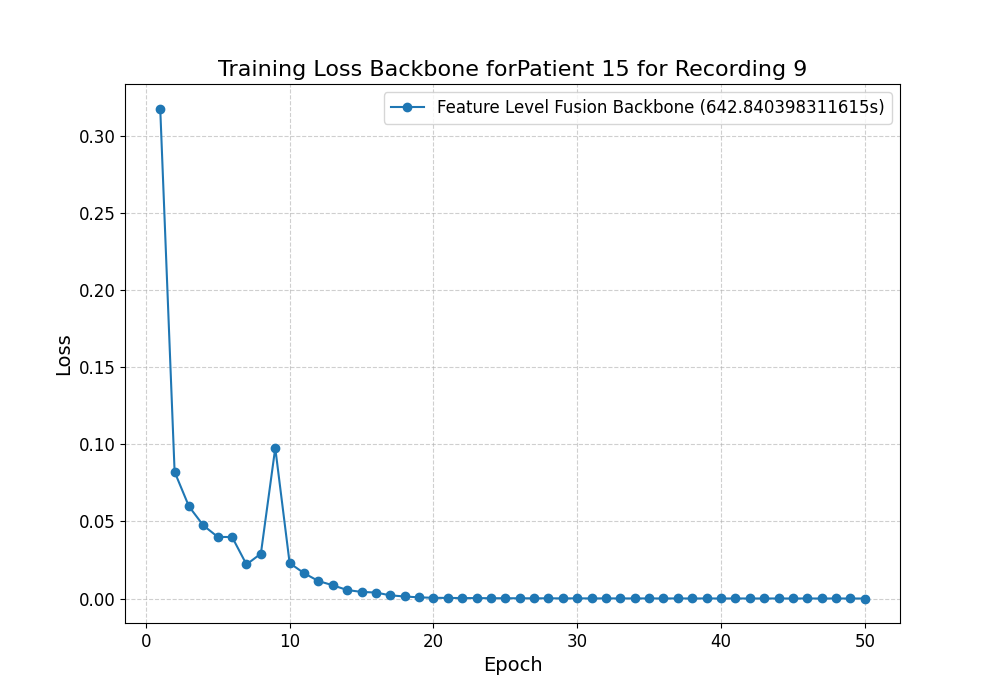 Training Loss Backbone forPatient 15 for Recording 9
Feature Level Fusion Backbone (642.840398311615s)
0.30
0.25
0.20
0.15
0.10
0.05
0.00
Loss
0 10 20 30 40 50
Epoch